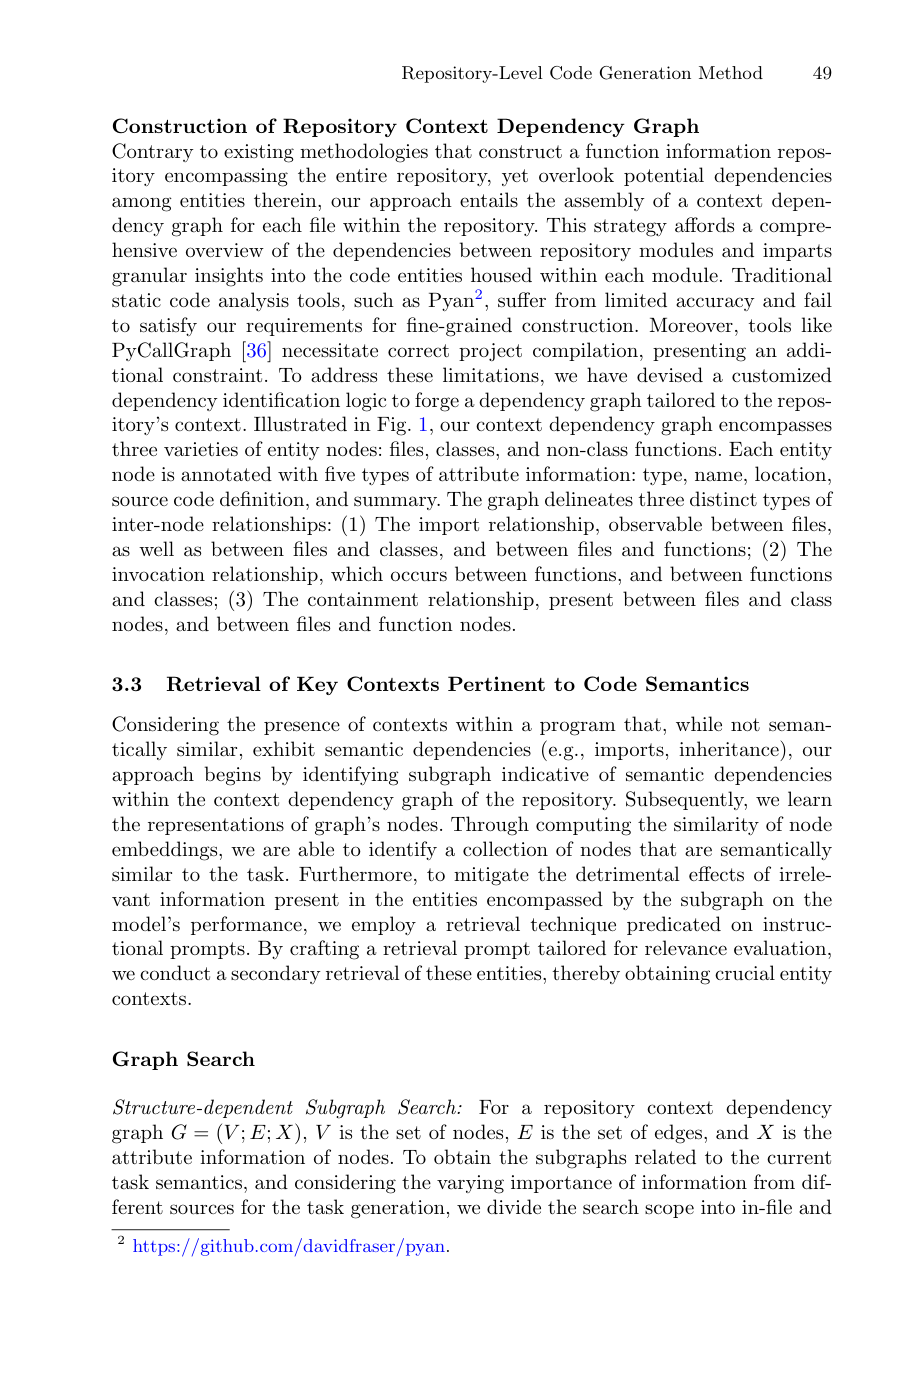 Repository-Level Code Generation Method 49
Construction of Repository Context Dependency Graph
Contrary to existing methodologies that construct a function information repos-
itory encompassing the entire repository, yet overlook potential dependencies
among entities therein, our approach entails the assembly of a context depen-
dency graph for each file within the repository. This strategy affords a compre-
hensive overview of the dependencies between repository modules and imparts
granular insights into the code entities housed within each module. Traditional
static code analysis tools, such as Pyan2, suffer from limited accuracy and fail
to satisfy our requirements for fine-grained construction. Moreover, tools like
PyCallGraph [36] necessitate correct project compilation, presenting an addi-
tional constraint. To address these limitations, we have devised a customized
dependency identification logic to forge a dependency graph tailored to the repos-
itory's context. Illustrated in Fig. 1, our context dependency graph encompasses
three varieties of entity nodes: files, classes, and non-class functions. Each entity
node is annotated with five types of attribute information: type, name, location,
source code definition, and summary. The graph delineates three distinct types of
inter-node relationships: (1) The import relationship, observable between files,
as well as between files and classes, and between files and functions; (2) The
invocation relationship, which occurs between functions, and between functions
and classes; (3) The containment relationship, present between files and class
nodes, and between files and function nodes.
3.3 Retrieval of Key Contexts Pertinent to Code Semantics
Considering the presence of contexts within a program that, while not seman-
tically similar, exhibit semantic dependencies (e.g., imports, inheritance), our
approach begins by identifying subgraph indicative of semantic dependencies
within the context dependency graph of the repository. Subsequently, we learn
the representations of graph's nodes. Through computing the similarity of node
embeddings, we are able to identify a collection of nodes that are semantically
similar to the task. Furthermore, to mitigate the detrimental effects of irrele-
vant information present in the entities encompassed by the subgraph on the
model's performance, we employ a retrieval technique predicated on instruc-
tional prompts. By crafting a retrieval prompt tailored for relevance evaluation,
we conduct a secondary retrieval of these entities, thereby obtaining crucial entity
contexts.
Graph Search
Structure-dependent Subgraph Search: For a repository context dependency
graph G = (V; E; X), V is the set of nodes, E is the set of edges, and X is the
attribute information of nodes. To obtain the subgraphs related to the current
task semantics, and considering the varying importance of information from dif-
ferent sources for the task generation, we divide the search scope into in-file and
2 https://github.com/davidfraser/pyan.